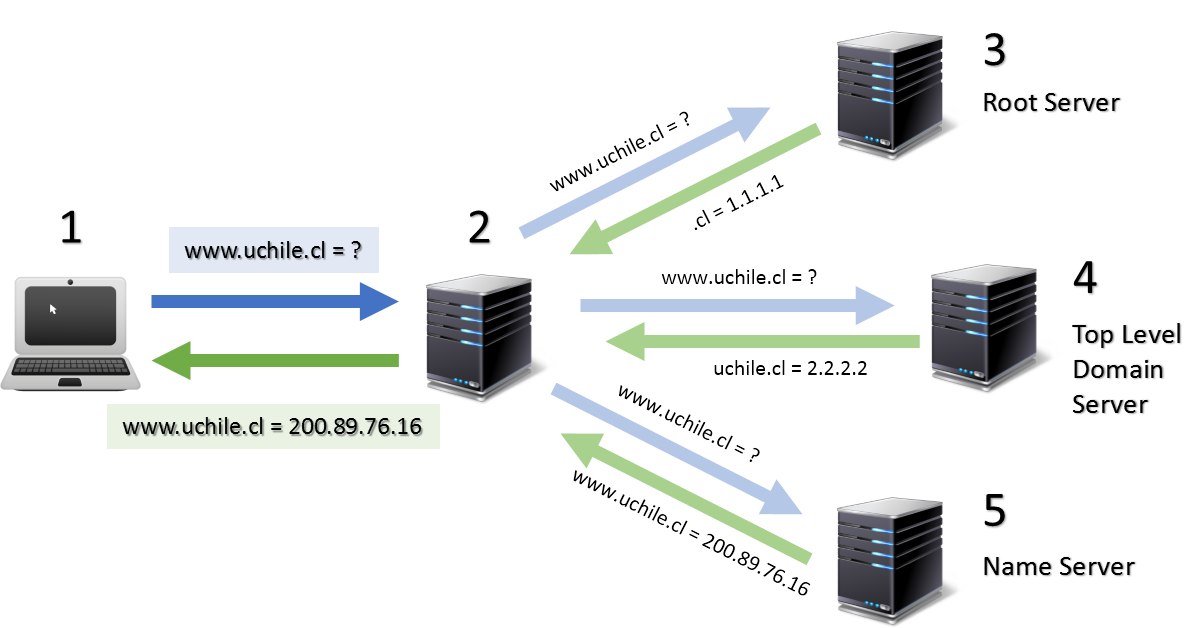 1
www.uchile.cl = ?
www.uchile.cl = 200.89.76.16
2
www.uchile.cl = ?
.cl = 1.1.1.1
3
Root Server
www.uchile.cl = ?
uchile.cl = 2.2.2.2
4
Top Level
Domain
Server
www.uchile.cl = ?
www.uchile.cl = 200.89.76.16
5
Name Server